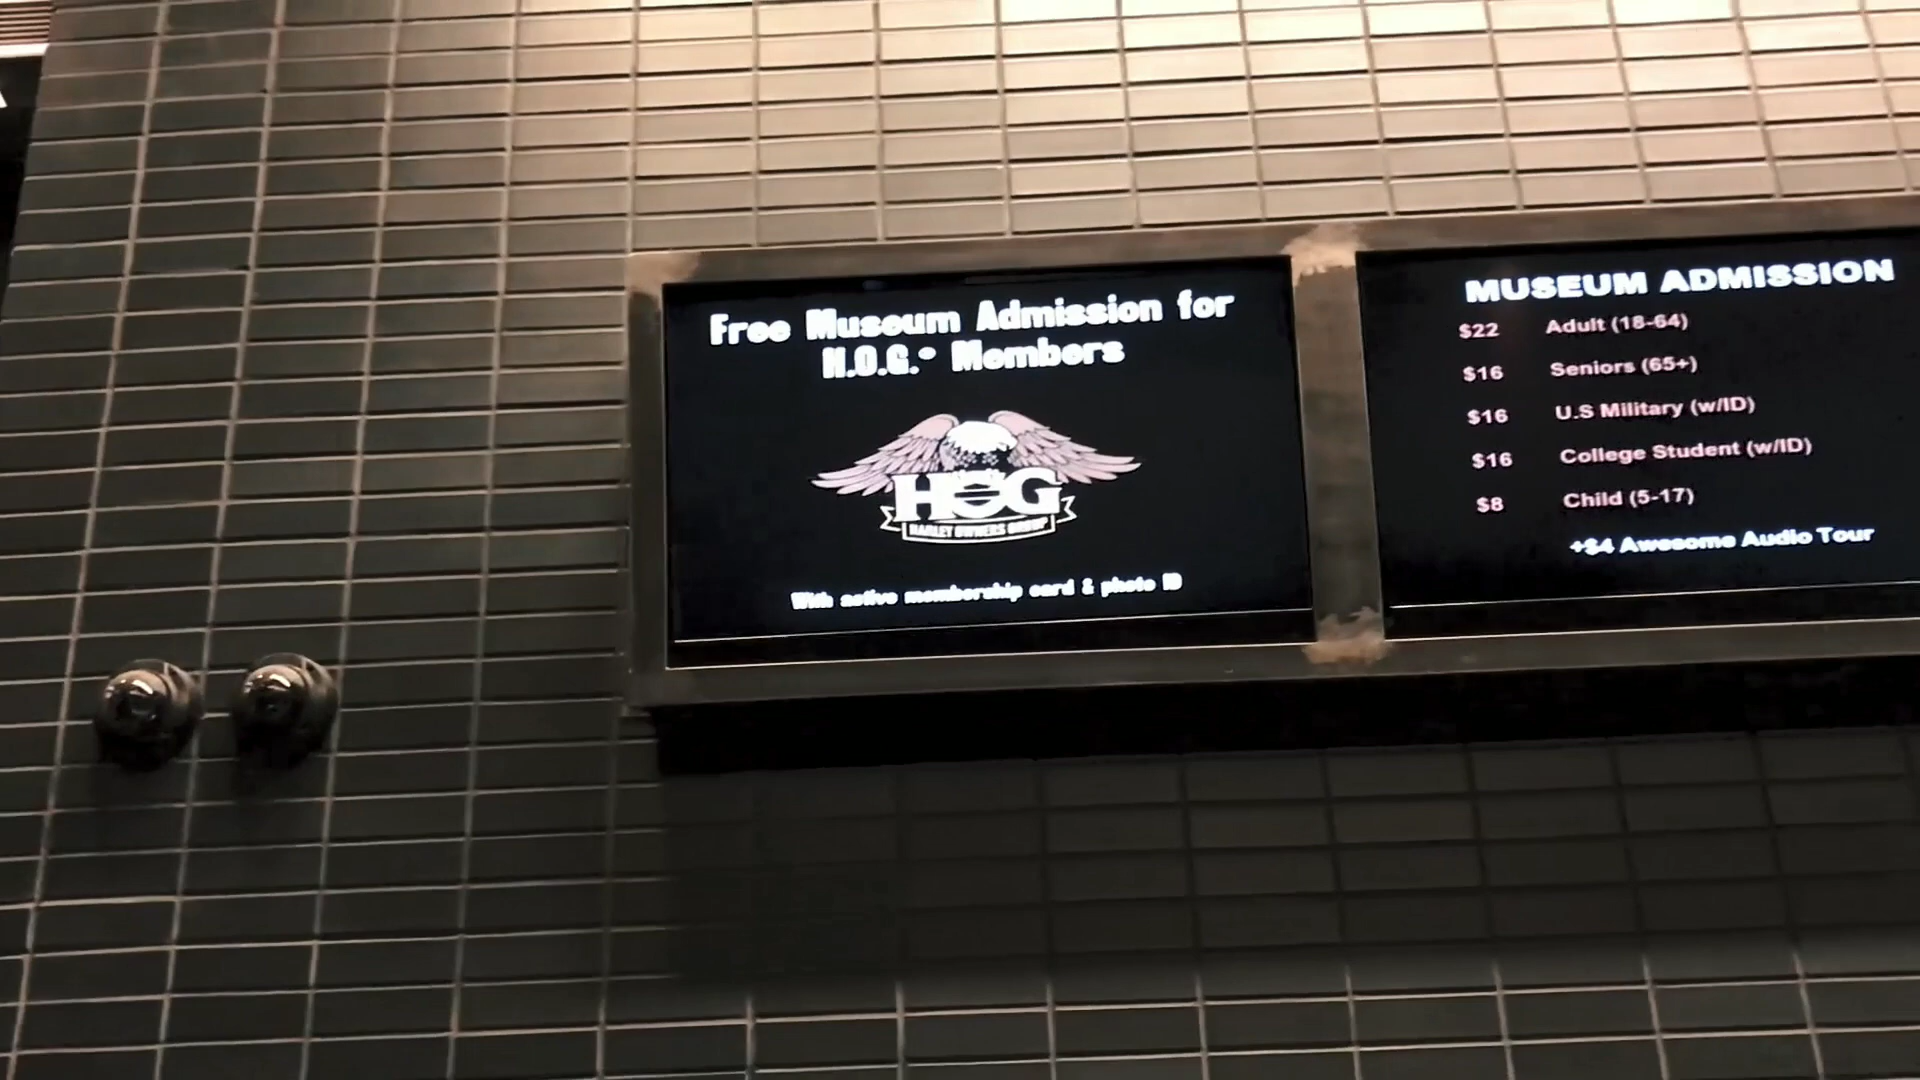 Free Museum Admission for
H.O.G.® Members
HOG
HARLEY OWNERS GROUP
With active membership card & photo ID
MUSEUM ADMISSION
$22 Adult (18-64)
$16 Seniors (65+)
$16 U.S Military (w/ID)
$16 College Student (w/ID)
$8 Child (5-17)
+$4 Awesome Audio Tour